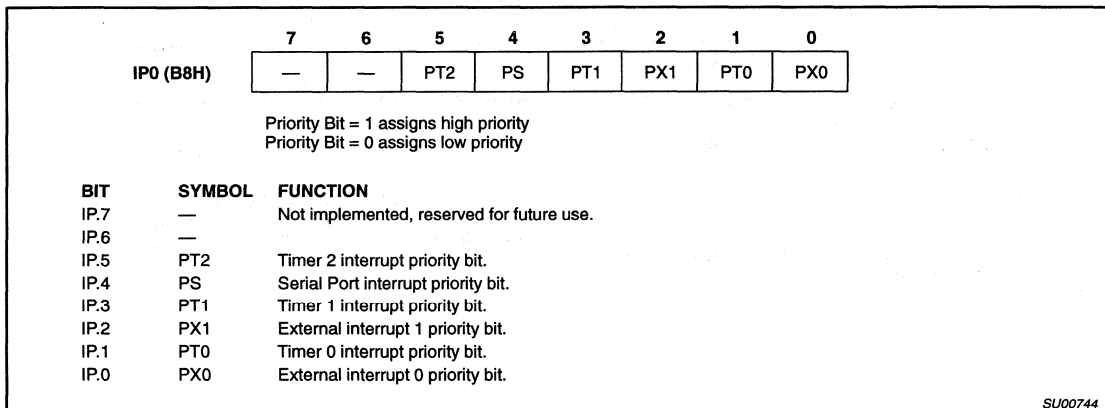 7 6 5 4 3 2 1 0
IP0 (B8H) — — PT2 PS PT1 PX1 PT0 PX0
Priority Bit = 1 assigns high priority
Priority Bit = 0 assigns low priority
BIT SYMBOL FUNCTION
IP.7 — Not implemented, reserved for future use.
IP.6 —
IP.5 PT2 Timer 2 interrupt priority bit.
IP.4 PS Serial Port interrupt priority bit.
IP.3 PT1 Timer 1 interrupt priority bit.
IP.2 PX1 External interrupt 1 priority bit.
IP.1 PT0 Timer 0 interrupt priority bit.
IP.0 PX0 External interrupt 0 priority bit.
SU00744